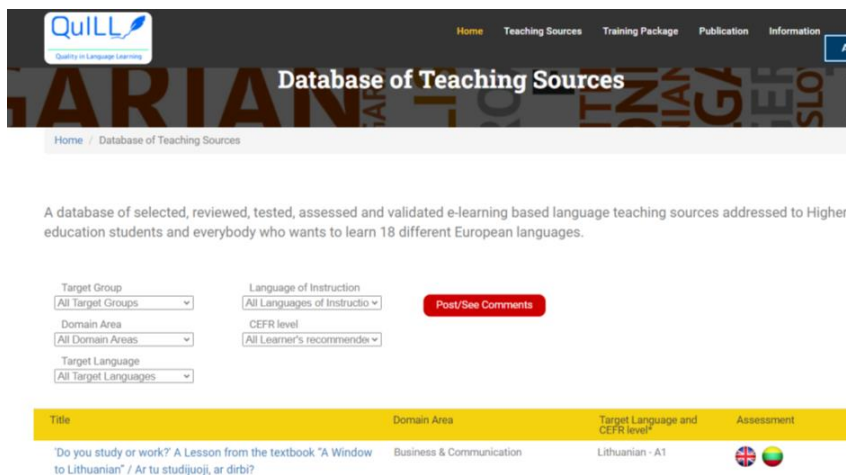 QuILL
Quality in Language Learning
Home Teaching Sources Training Package Publication Information
Database of Teaching Sources
Home / Database of Teaching Sources
A database of selected, reviewed, tested, assessed and validated e-learning based language teaching sources addressed to Higher
education students and everybody who wants to learn 18 different European languages.
Target Group Language of Instruction
All Target Groups All Languages of Instructio Post/See Comments
Domain Area CEFR level
All Domain Areas All Learner's recommende
Target Language
All Target Languages
Title Domain Area Target Language and Assessment
CEFR level*
'Do you study or work?' A Lesson from the textbook "A Window Business & Communication Lithuanian - A1
to Lithuanian" / Ar tu studijuoji, ar dirbi?